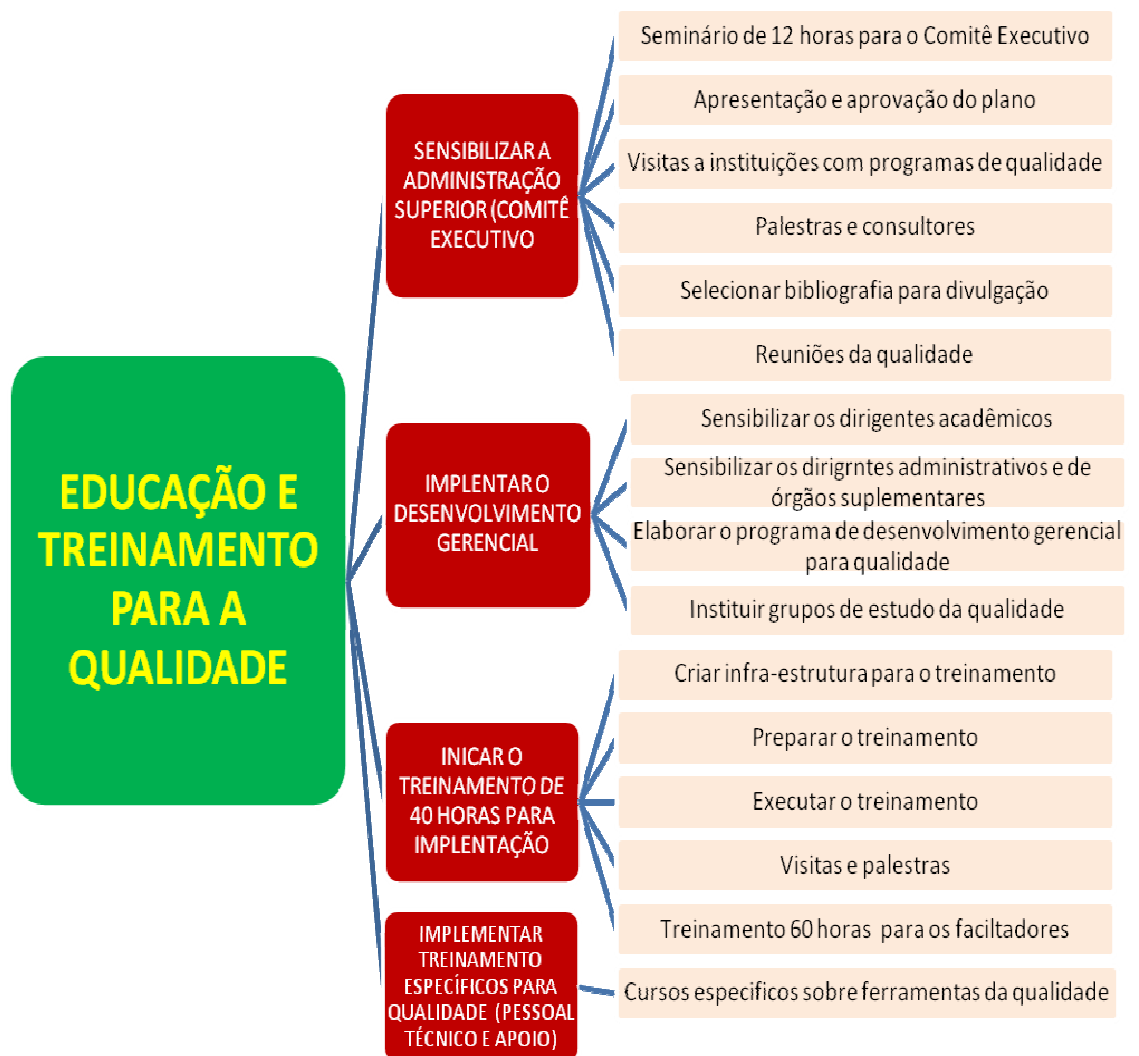 EDUCAÇÃO E
TREINAMENTO
PARA A
QUALIDADE
SENSIBILIZAR A
ADMINISTRAÇÃO
SUPERIOR (COMITÊ
EXECUTIVO
Seminário de 12 horas para o Comitê Executivo
Apresentação e aprovação do plano
Visitas a instituições com programas de qualidade
Palestras e consultores
Selecionar bibliografia para divulgação
Reuniões da qualidade
IMPLENTAR O
DESENVOLVIMENTO
GERENCIAL
Sensibilizar os dirigentes acadêmicos
Sensibilizar os dirigrntes administrativos e de
órgãos suplementares
Elaborar o programa de desenvolvimento gerencial
para qualidade
Instituir grupos de estudo da qualidade
INICAR O
TREINAMENTO DE
40 HORAS PARA
IMPLENTAÇÃO
Criar infra-estrutura para o treinamento
Preparar o treinamento
Executar o treinamento
Visitas e palestras
Treinamento 60 horas para os faciltadores
IMPLEMENTAR
TREINAMENTO
ESPECÍFICOS PARA
QUALIDADE (PESSOAL
TÉCNICO E APOIO)
Cursos especificos sobre ferramentas da qualidade